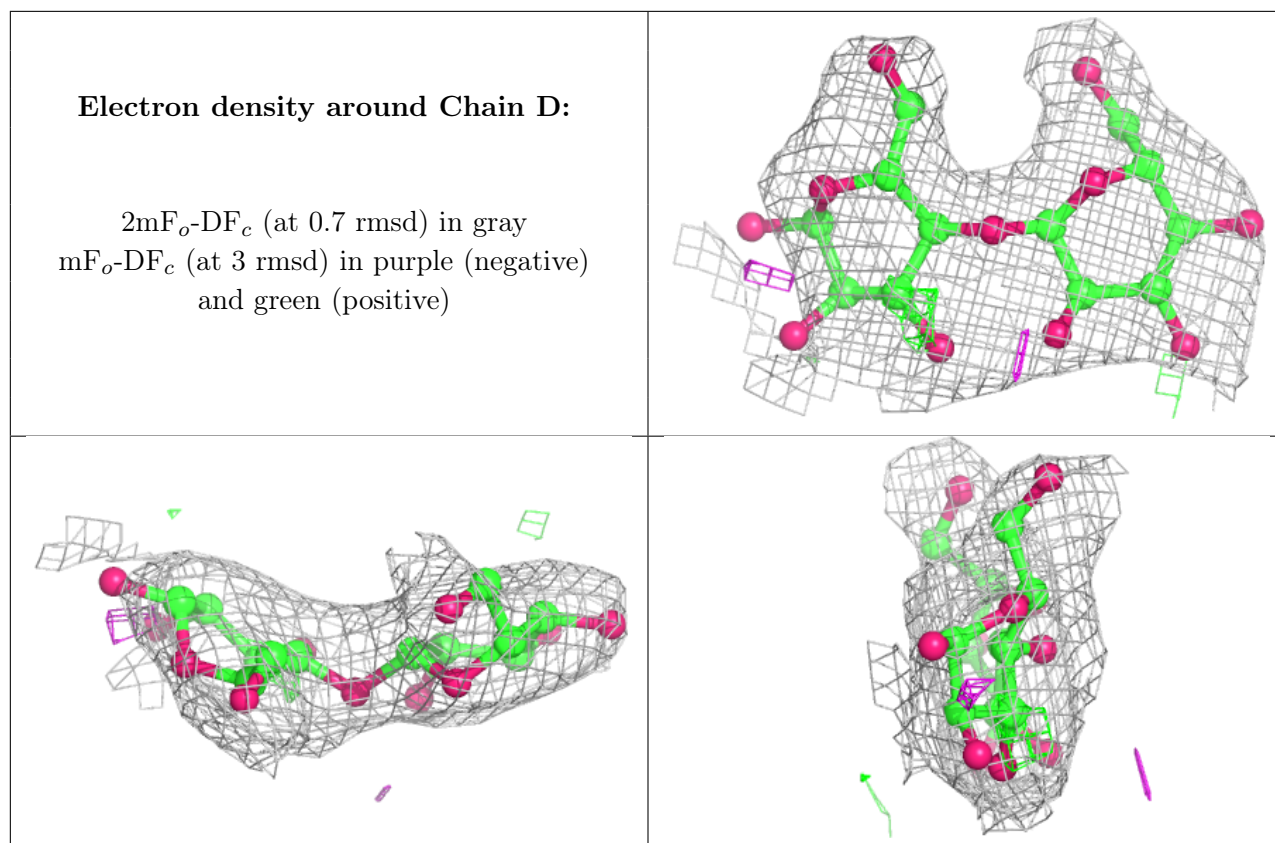 Electron density around Chain D:
2mFₒ-DF𝒸 (at 0.7 rmsd) in gray
mFₒ-DF𝒸 (at 3 rmsd) in purple (negative)
and green (positive)